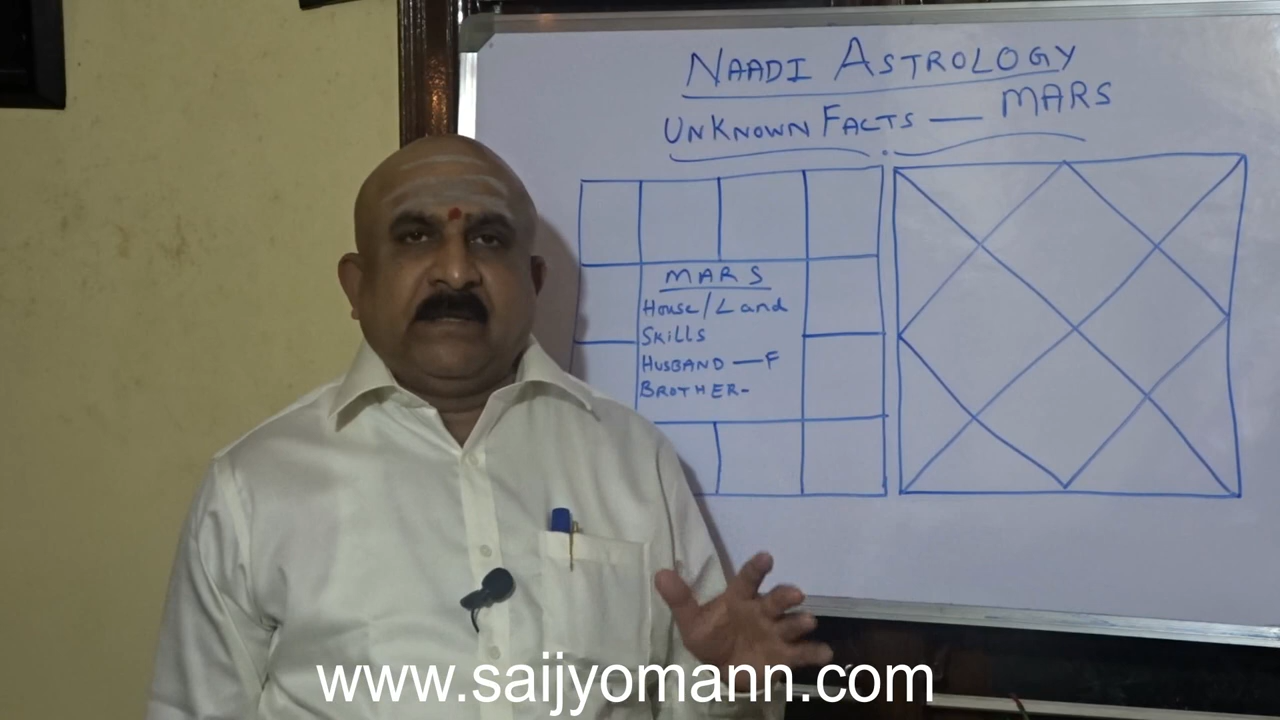 NAADI ASTROLOGY
UNKNOWN FACTS — MARS
MARS
House/Land
Skills
HUSBAND — F
BROTHER-
www.saijyomann.com